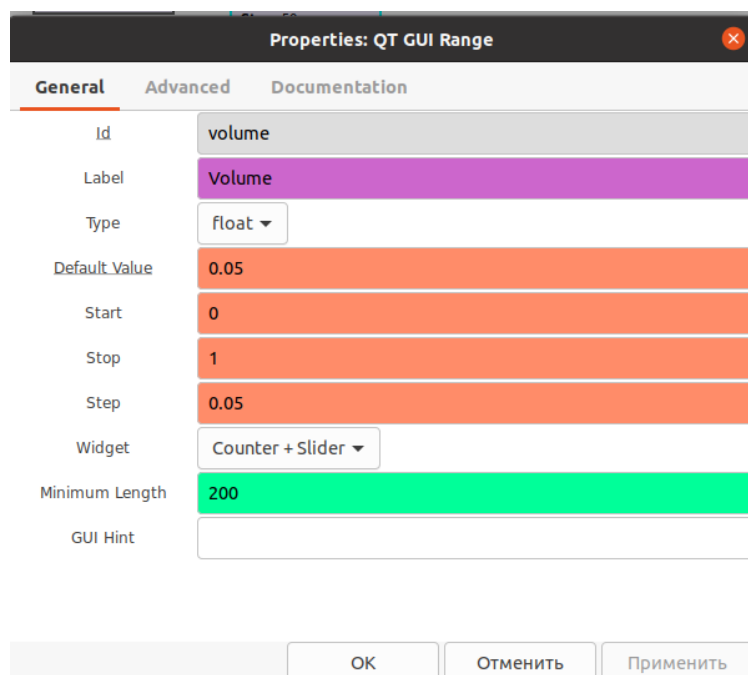 Properties: QT GUI Range
General Advanced Documentation
Id volume
Label Volume
Type float
Default Value 0.05
Start 0
Stop 1
Step 0.05
Widget Counter + Slider
Minimum Length 200
GUI Hint
OK Отменить Применить